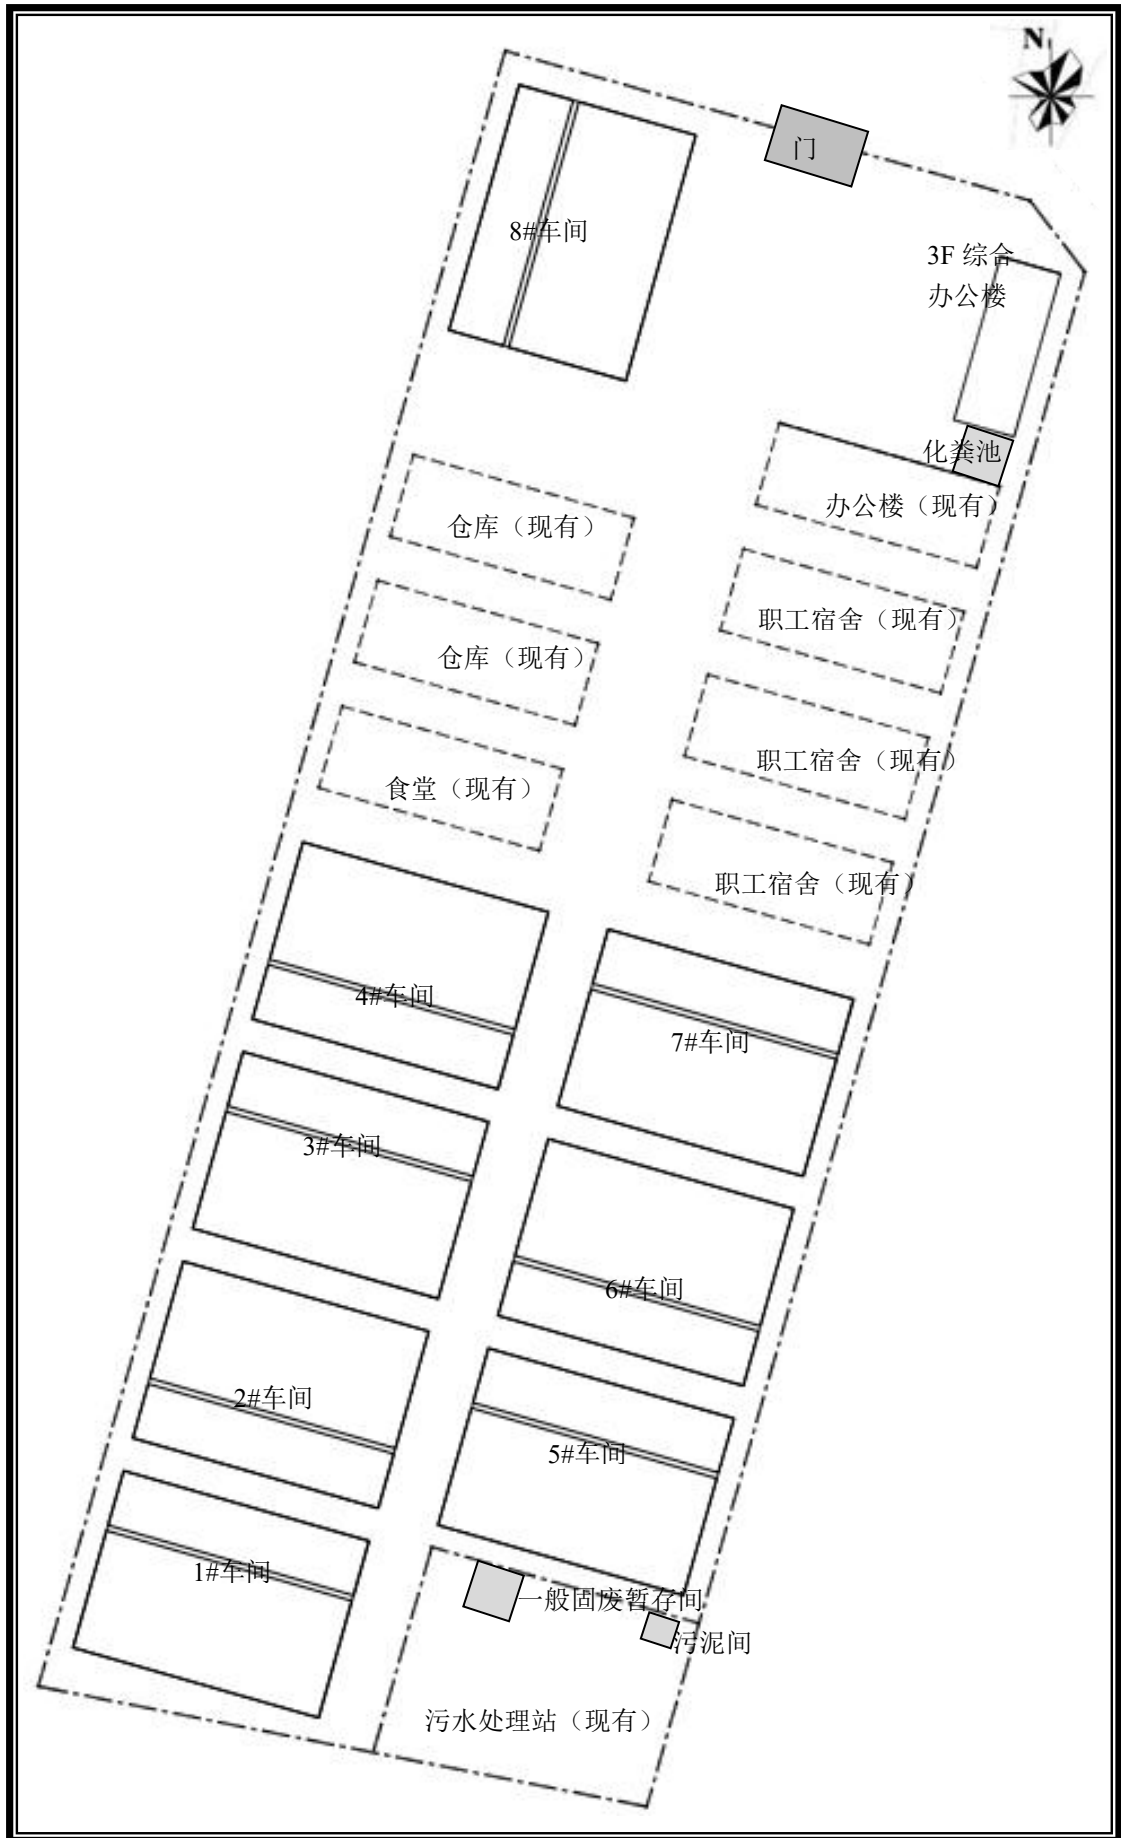 N
门
8#车间
3F 综合
办公楼
化粪池
办公楼（现有）
仓库（现有）
职工宿舍（现有）
仓库（现有）
职工宿舍（现有）
食堂（现有）
职工宿舍（现有）
4#车间
7#车间
3#车间
6#车间
2#车间
5#车间
1#车间
一般固废暂存间
污泥间
污水处理站（现有）